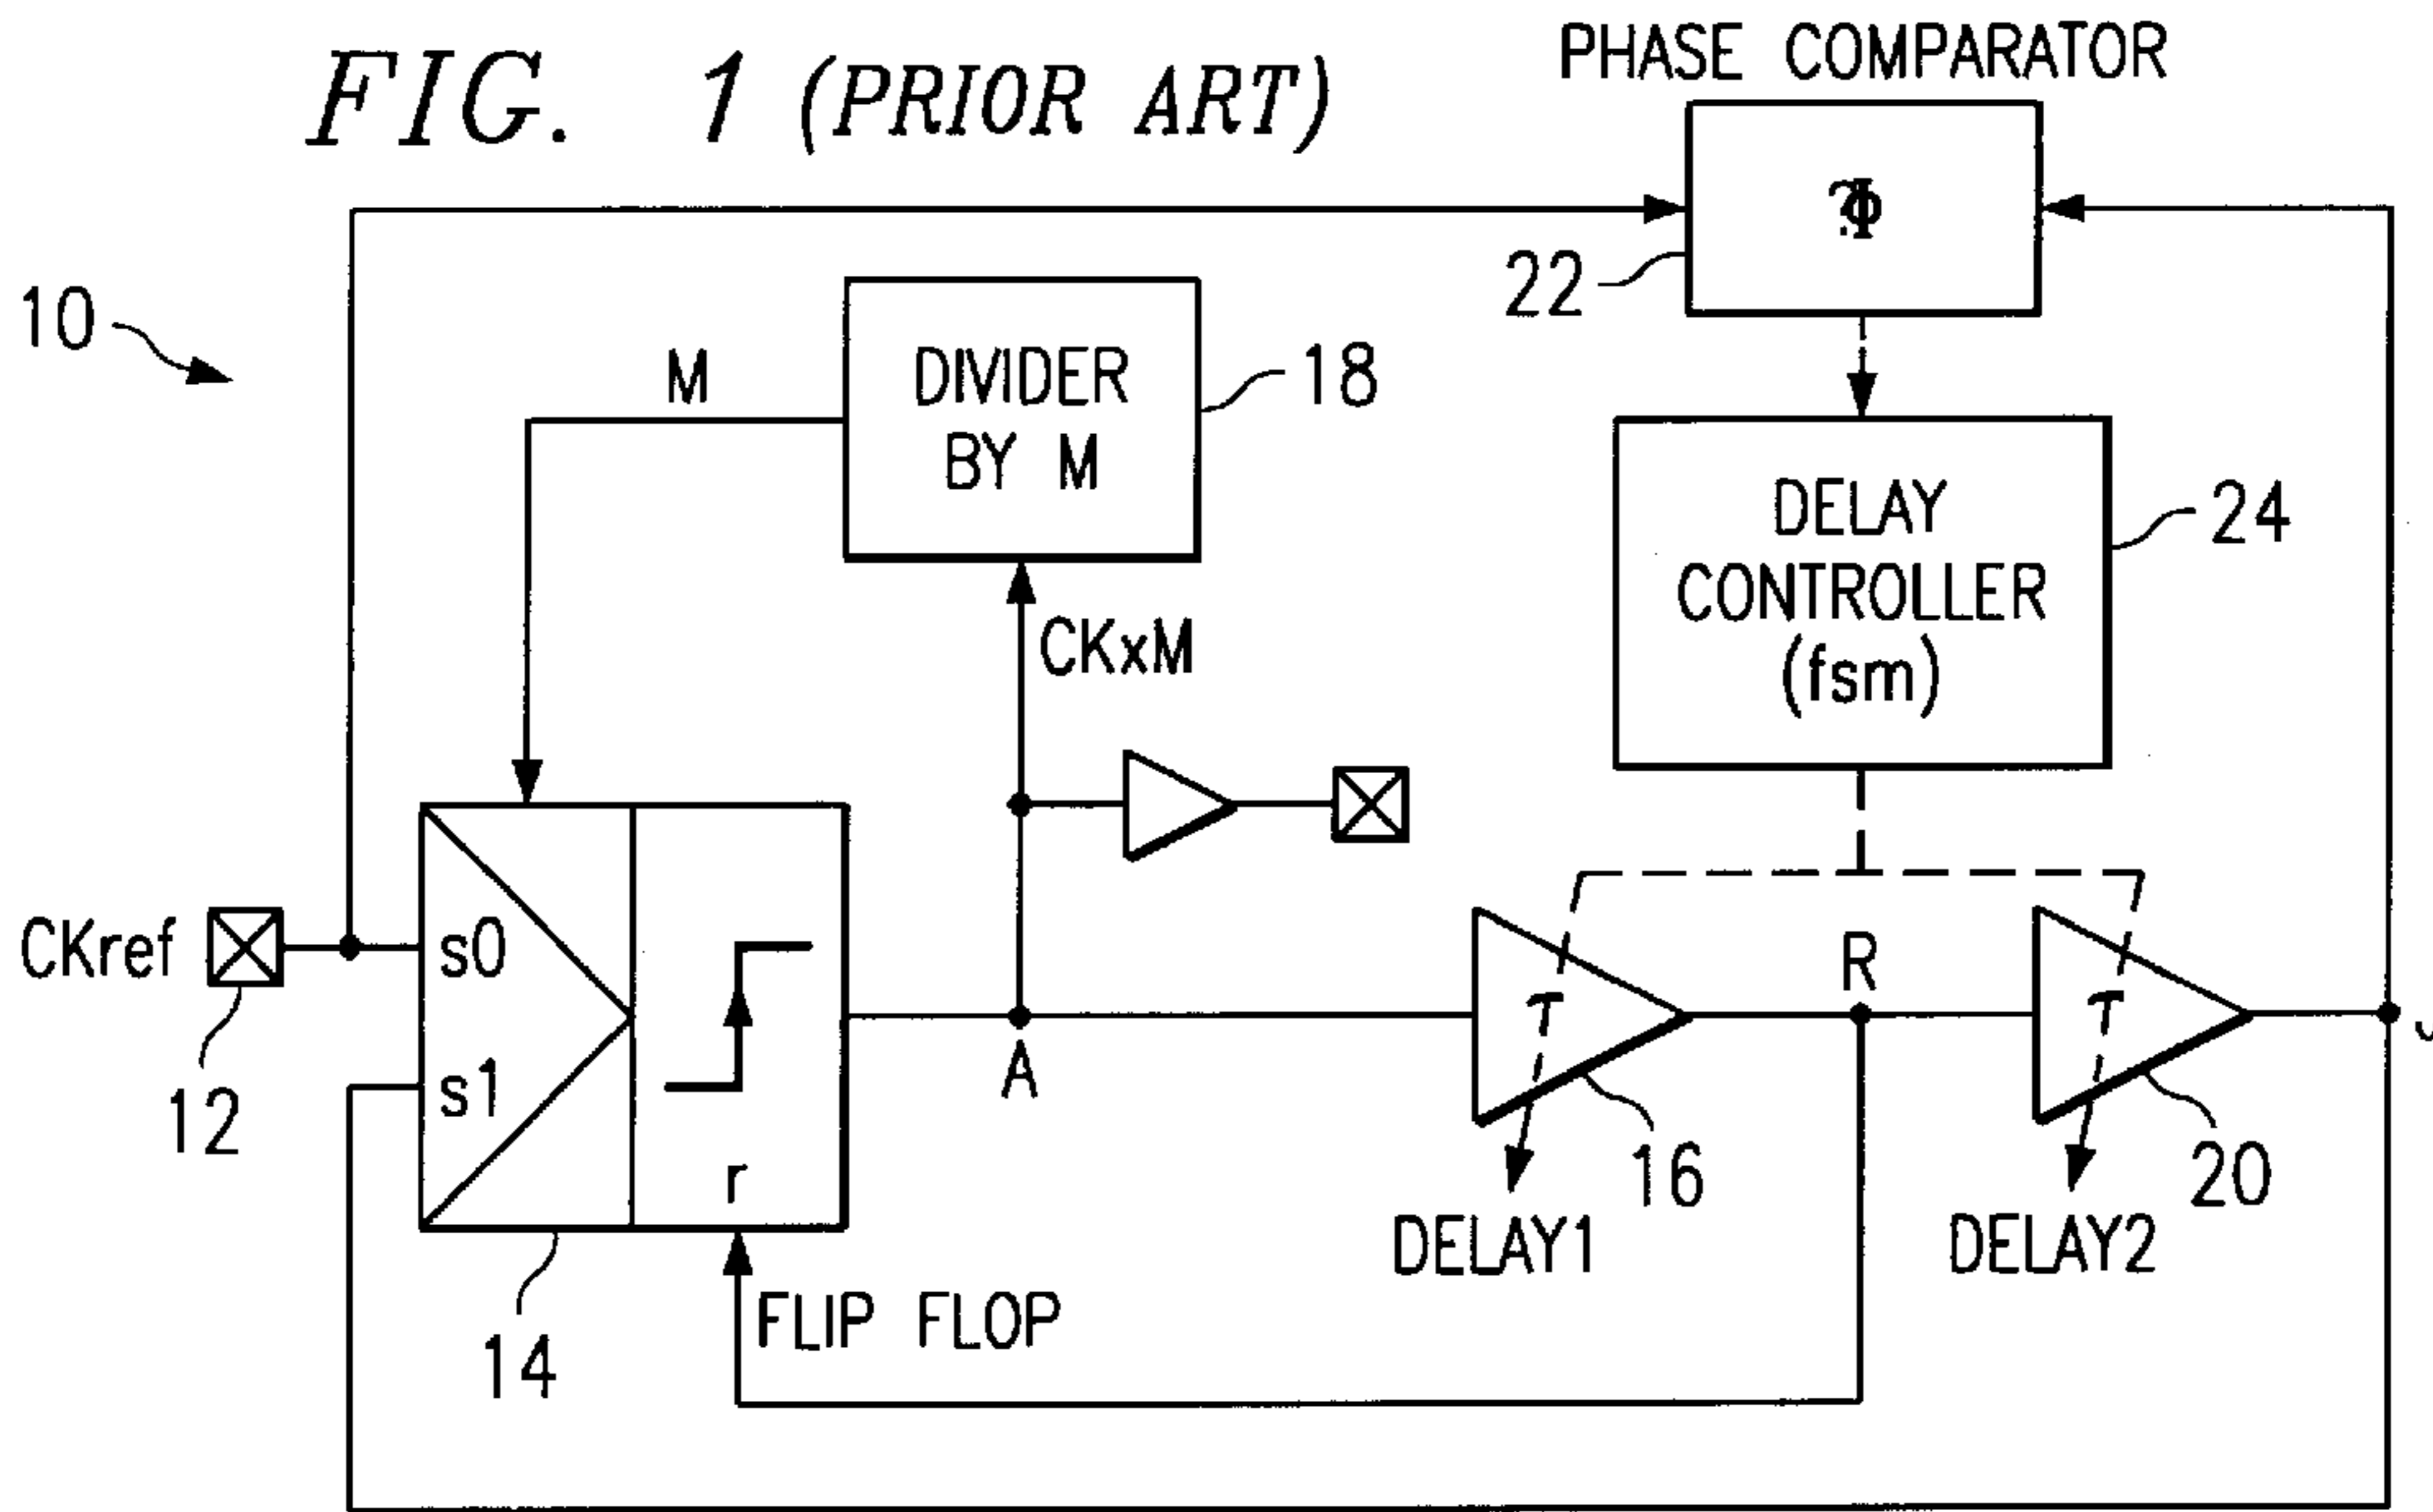 FIG. 1 (PRIOR ART)
PHASE COMPARATOR
?Φ
22
10
M
DIVIDER
BY M
18
DELAY
CONTROLLER
(fsm)
24
CKxM
CKref
s0
s1
12
A
R
T
T
r
16
20
DELAY1
DELAY2
FLIP FLOP
14